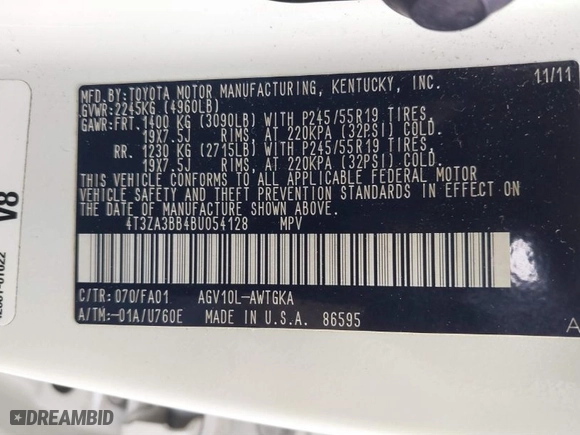 MFD.BY:TOYOTA MOTOR MANUFACTURING, KENTUCKY, INC. 11/11
GVWR:2245KG (4960LB)
GAWR:FRT.1400 KG (3090LB) WITH P245/55R19 TIRES,
19X7.5J RIMS, AT 220KPA (32PSI) COLD.
RR. 1230 KG (2715LB) WITH P245/55R19 TIRES,
19X7.5J RIMS, AT 220KPA (32PSI) COLD.
THIS VEHICLE CONFORMS TO ALL APPLICABLE FEDERAL MOTOR
VEHICLE SAFETY AND THEFT PREVENTION STANDARDS IN EFFECT
ON THE DATE OF MANUFACTURE SHOWN ABOVE.
4T3ZA3BB4BU054128 MPV
C/TR:070/FA01 AGV10L-AWTGKA
A/TM:-01A/U760E MADE IN U.S.A. 86595
A
V8
DREAMBID